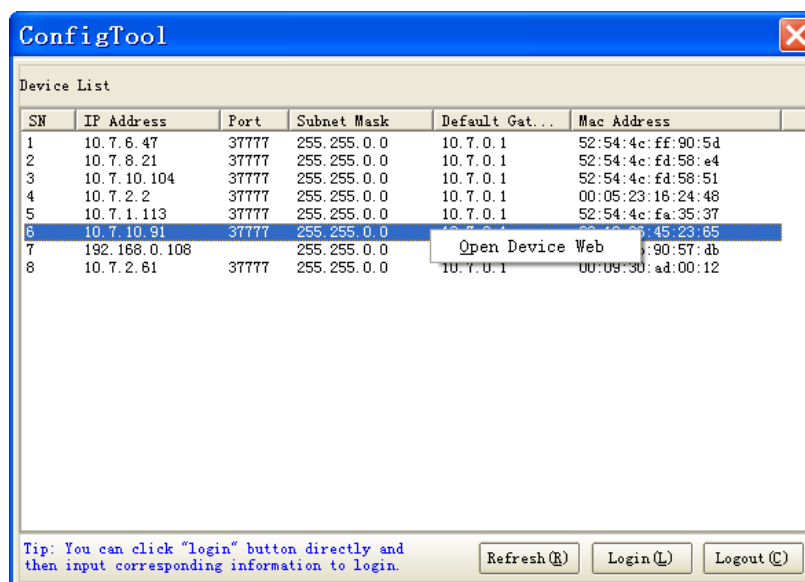 ConfigTool
Device List
SN IP Address Port Subnet Mask Default Gat... Mac Address
1 10.7.6.47 37777 255.255.0.0 10.7.0.1 52:54:4c:ff:90:5d
2 10.7.8.21 37777 255.255.0.0 10.7.0.1 52:54:4c:fd:58:e4
3 10.7.10.104 37777 255.255.0.0 10.7.0.1 52:54:4c:fd:58:51
4 10.7.2.2 37777 255.255.0.0 10.7.0.1 00:05:23:16:24:48
5 10.7.1.113 37777 255.255.0.0 10.7.0.1 52:54:4c:fa:35:37
6 10.7.10.91 37777 255.255.0.0 :45:23:65
Open Device Web
7 192.168.0.108 255.255.0.0 :90:57:db
8 10.7.2.61 37777 255.255.0.0 10.7.0.1 00:09:30:ad:00:12
Tip: You can click "login" button directly and
then input corresponding information to login.
Refresh(R) Login(L) Logout(C)